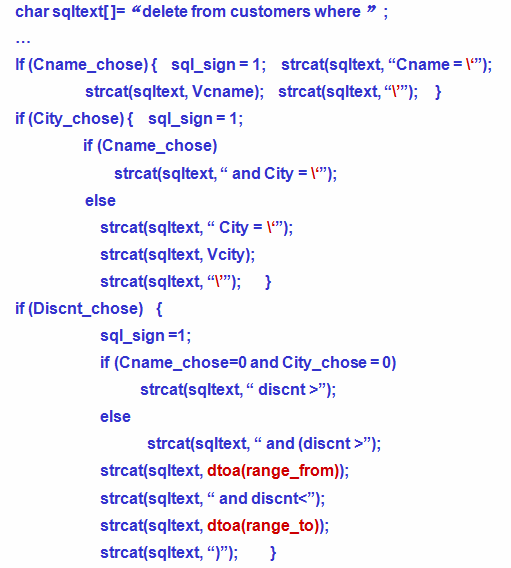 char sqltext[ ]= “delete from customers where ” ;
…
If (Cname_chose) { sql_sign = 1; strcat(sqltext, “Cname = \‘”);
strcat(sqltext, Vcname); strcat(sqltext, “\’”); }
if (City_chose) { sql_sign = 1;
if (Cname_chose)
strcat(sqltext, “ and City = \‘”);
else
strcat(sqltext, “ City = \‘”);
strcat(sqltext, Vcity);
strcat(sqltext, “\’”); }
if (Discnt_chose) {
sql_sign =1;
if (Cname_chose=0 and City_chose = 0)
strcat(sqltext, “ discnt >”);
else
strcat(sqltext, “ and (discnt >”);
strcat(sqltext, dtoa(range_from));
strcat(sqltext, “ and discnt<”);
strcat(sqltext, dtoa(range_to));
strcat(sqltext, “)”); }